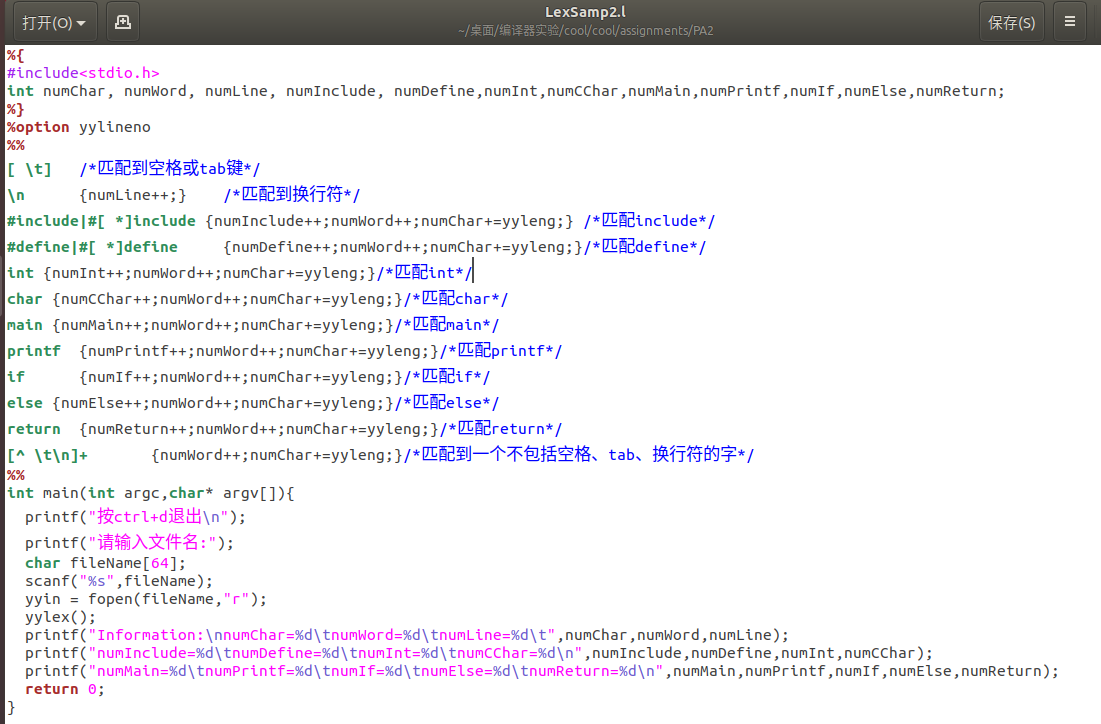 打开(O)
LexSamp2.l
~/桌面/编译器实验/cool/cool/assignments/PA2
保存(S)
%{
#include<stdio.h>
int numChar, numWord, numLine, numInclude, numDefine,numInt,numCChar,numMain,numPrintf,numIf,numElse,numReturn;
%}
%option yylineno
%%
[ \t]   /*匹配到空格或tab键*/
\n      {numLine++;}    /*匹配到换行符*/
#include|#[ *]include {numInclude++;numWord++;numChar+=yyleng;} /*匹配include*/
#define|#[ *]define     {numDefine++;numWord++;numChar+=yyleng;}/*匹配define*/
int {numInt++;numWord++;numChar+=yyleng;}/*匹配int*/
char {numCChar++;numWord++;numChar+=yyleng;}/*匹配char*/
main {numMain++;numWord++;numChar+=yyleng;}/*匹配main*/
printf  {numPrintf++;numWord++;numChar+=yyleng;}/*匹配printf*/
if      {numIf++;numWord++;numChar+=yyleng;}/*匹配if*/
else {numElse++;numWord++;numChar+=yyleng;}/*匹配else*/
return  {numReturn++;numWord++;numChar+=yyleng;}/*匹配return*/
[^ \t\n]+       {numWord++;numChar+=yyleng;}/*匹配到一个不包括空格、tab、换行符的字*/
%%
int main(int argc,char* argv[]){
  printf("按ctrl+d退出\n");
  printf("请输入文件名:");
  char fileName[64];
  scanf("%s",fileName);
  yyin = fopen(fileName,"r");
  yylex();
  printf("Information:\nnumChar=%d\tnumWord=%d\tnumLine=%d\t",numChar,numWord,numLine);
  printf("numInclude=%d\tnumDefine=%d\tnumInt=%d\tnumCChar=%d\n",numInclude,numDefine,numInt,numCChar);
  printf("numMain=%d\tnumPrintf=%d\tnumIf=%d\tnumElse=%d\tnumReturn=%d\n",numMain,numPrintf,numIf,numElse,numReturn);
  return 0;
}